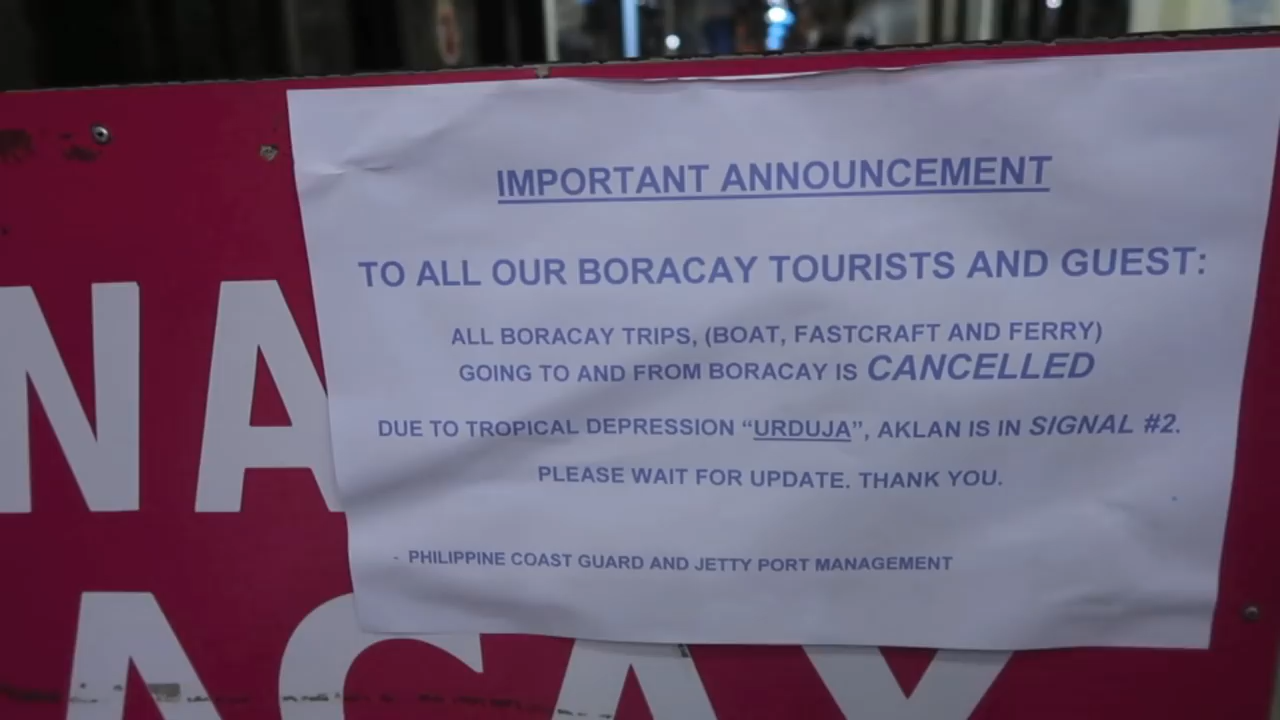 IMPORTANT ANNOUNCEMENT
TO ALL OUR BORACAY TOURISTS AND GUEST:
ALL BORACAY TRIPS, (BOAT, FASTCRAFT AND FERRY)
GOING TO AND FROM BORACAY IS CANCELLED
DUE TO TROPICAL DEPRESSION “URDUJA”, AKLAN IS IN SIGNAL #2.
PLEASE WAIT FOR UPDATE. THANK YOU.
- PHILIPPINE COAST GUARD AND JETTY PORT MANAGEMENT
NA
ACAY